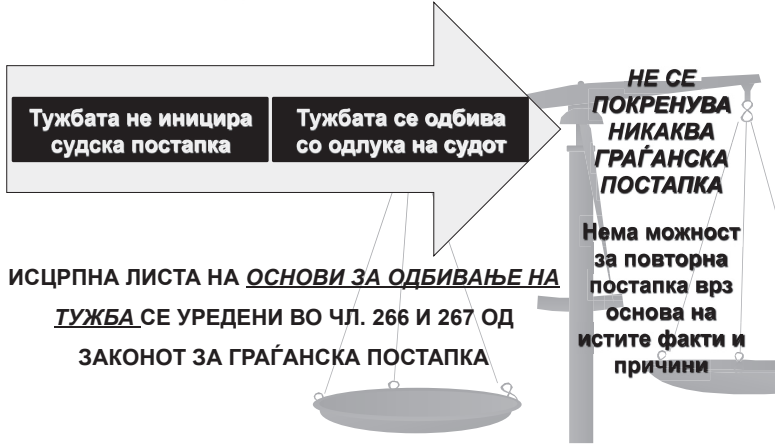 Тужбата не иницира
судска постапка
Тужбата се одбива
со одлука на судот
НЕ СЕ
ПОКРЕНУВА
НИКАКВА
ГРАЃАНСКА
ПОСТАПКА
Нема можност
за повторна
постапка врз
основа на
истите факти и
причини
ИСЦРПНА ЛИСТА НА ОСНОВИ ЗА ОДБИВАЊЕ НА
ТУЖБА СЕ УРЕДЕНИ ВО ЧЛ. 266 И 267 ОД
ЗАКОНОТ ЗА ГРАЃАНСКА ПОСТАПКА